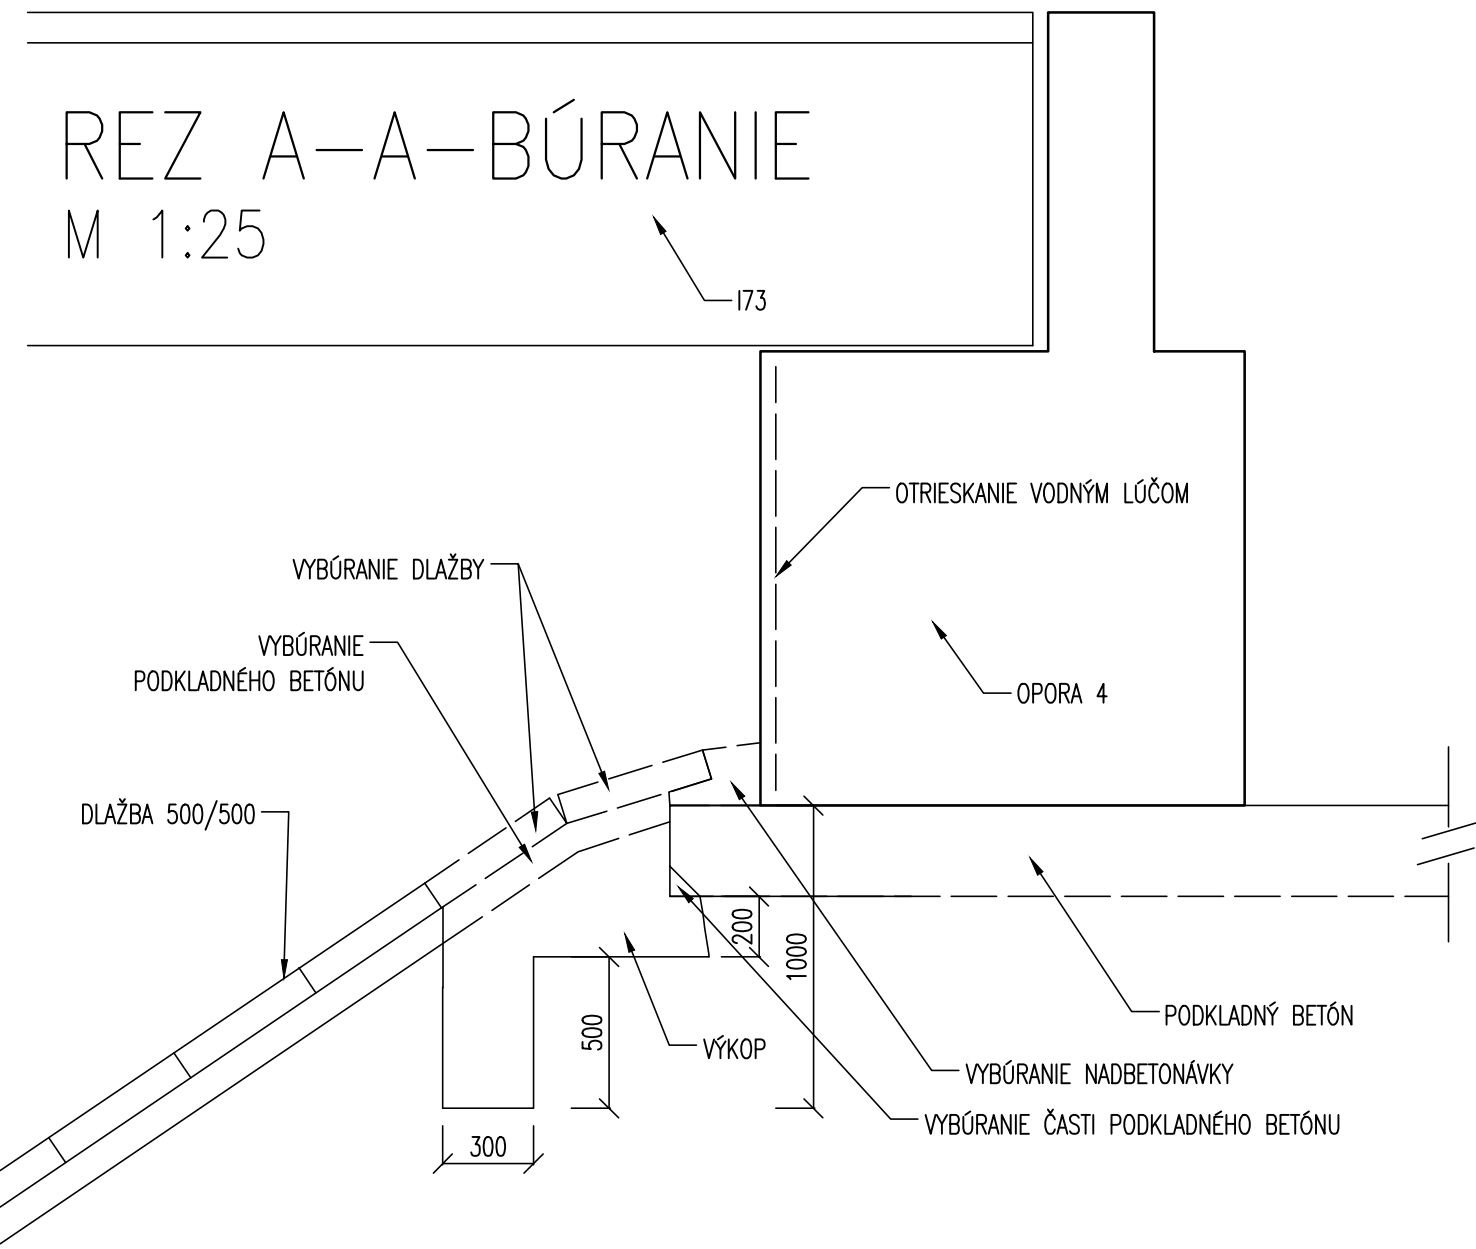 REZ A-A-BÚRANIE
M 1:25
I73
OTRIESKANIE VODNÝM LÚČOM
VYBÚRANIE DLAŽBY
VYBÚRANIE
PODKLADNÉHO BETÓNU
OPORA 4
DLAŽBA 500/500
200
1000
500
PODKLADNÝ BETÓN
VÝKOP
VYBÚRANIE NADBETONÁVKY
VYBÚRANIE ČASTI PODKLADNÉHO BETÓNU
300